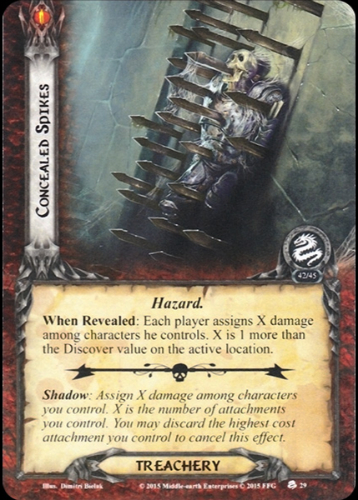 CONCEALED SPIKES
42/45
Hazard.
When Revealed: Each player assigns X damage
among characters he controls. X is 1 more than
the Discover value on the active location.
Shadow: Assign X damage among characters
you control. X is the number of attachments
you control. You may discard the highest cost
attachment you control to cancel this effect.
TREACHERY
Illus. Dimitri Bielak
© 2015 Middle-earth Enterprises © 2015 FFG
29